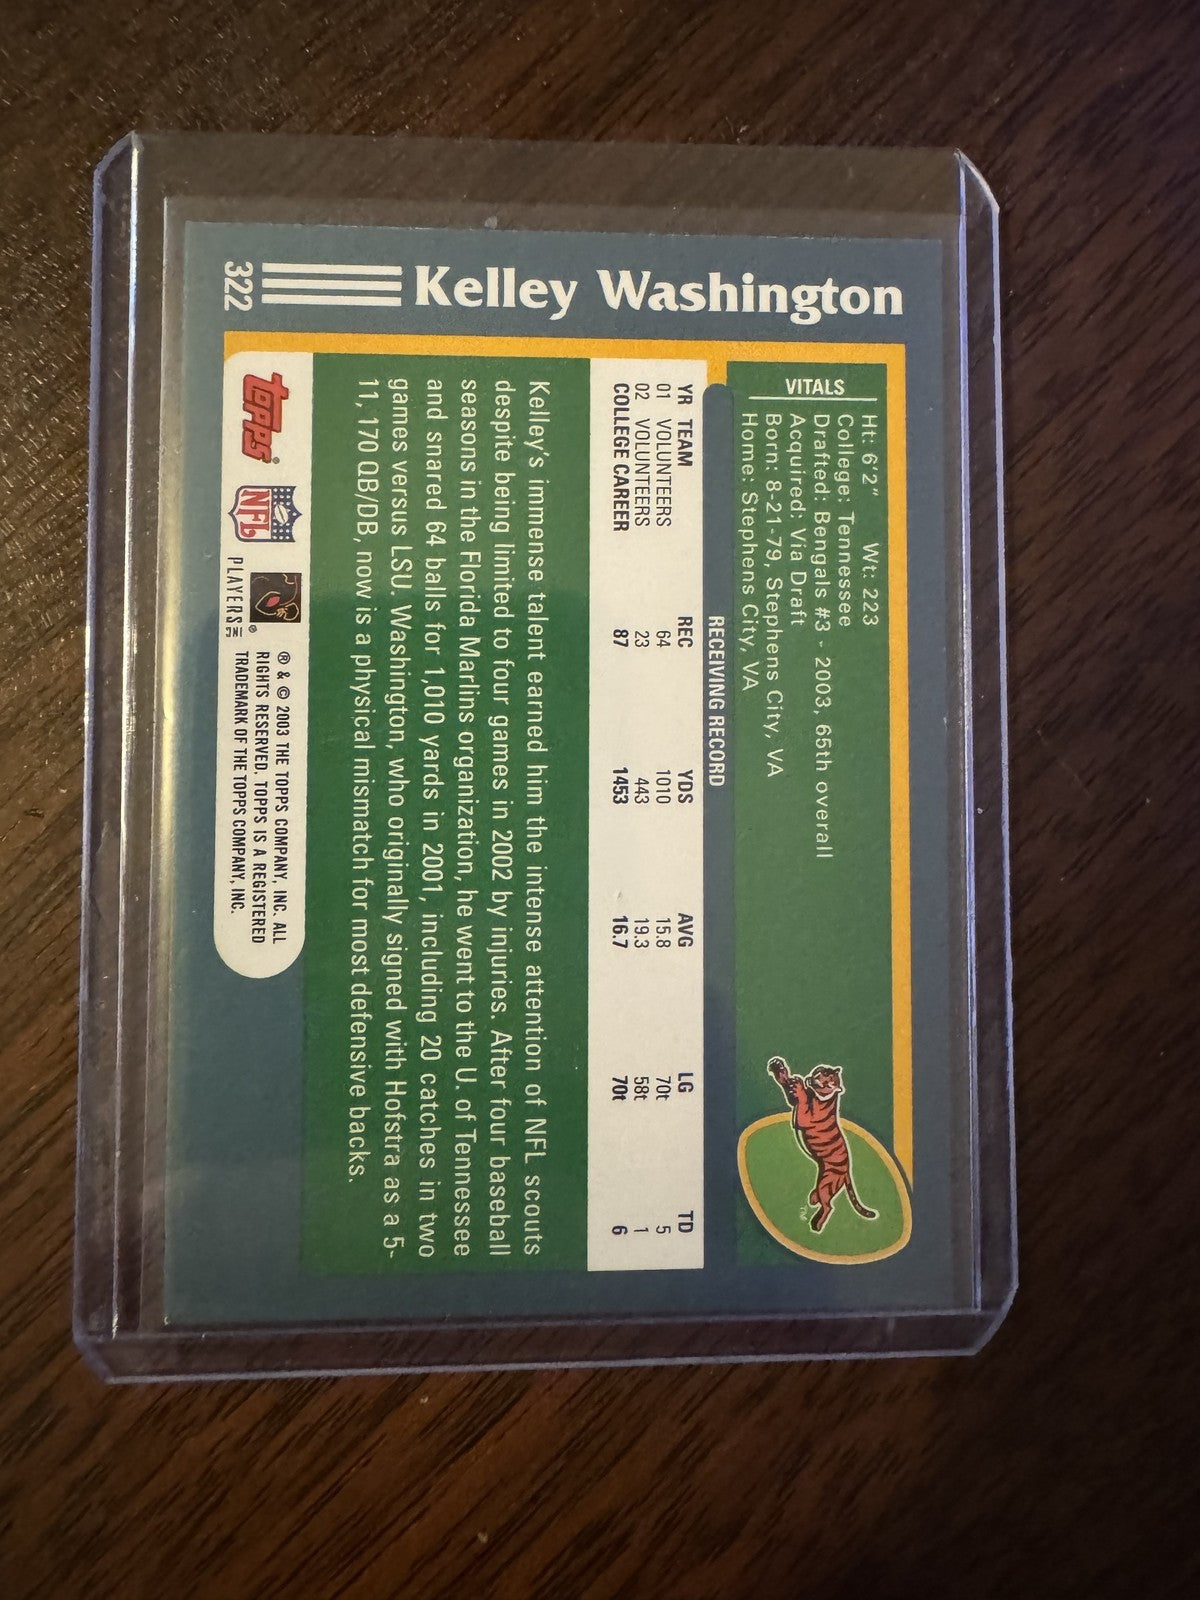 322
Kelley Washington
VITALS
Ht: 6'2" Wt: 223
College: Tennessee
Drafted: Bengals #3 - 2003, 65th overall
Acquired: Via Draft
Born: 8-21-79, Stephens City, VA
Home: Stephens City, VA
RECEIVING RECORD
YR TEAM REC YDS AVG LG TD
01 VOLUNTEERS 64 1010 15.8 70t 5
02 VOLUNTEERS 23 443 19.3 58t 1
COLLEGE CAREER 87 1453 16.7 70t 6
Kelley's immense talent earned him the intense attention of NFL scouts
despite being limited to four games in 2002 by injuries. After four baseball
seasons in the Florida Marlins organization, he went to the U. of Tennessee
and snared 64 balls for 1,010 yards in 2001, including 20 catches in two
games versus LSU. Washington, who originally signed with Hofstra as a 5-
11, 170 QB/DB, now is a physical mismatch for most defensive backs.
TOPPS
NFL
PLAYERS INC
® & © 2003 THE TOPPS COMPANY, INC. ALL
RIGHTS RESERVED. TOPPS IS A REGISTERED
TRADEMARK OF THE TOPPS COMPANY, INC.
TM